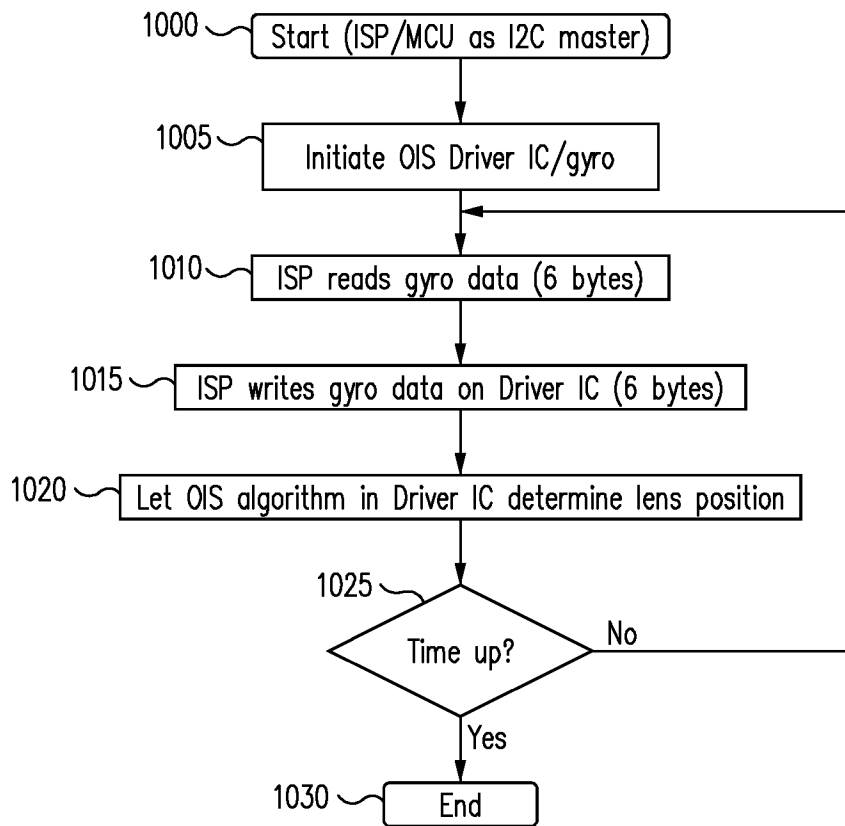 1000
Start (ISP/MCU as I2C master)
1005
Initiate OIS Driver IC/gyro
1010
ISP reads gyro data (6 bytes)
1015
ISP writes gyro data on Driver IC (6 bytes)
1020
Let OIS algorithm in Driver IC determine lens position
1025
Time up?
No
Yes
1030
End